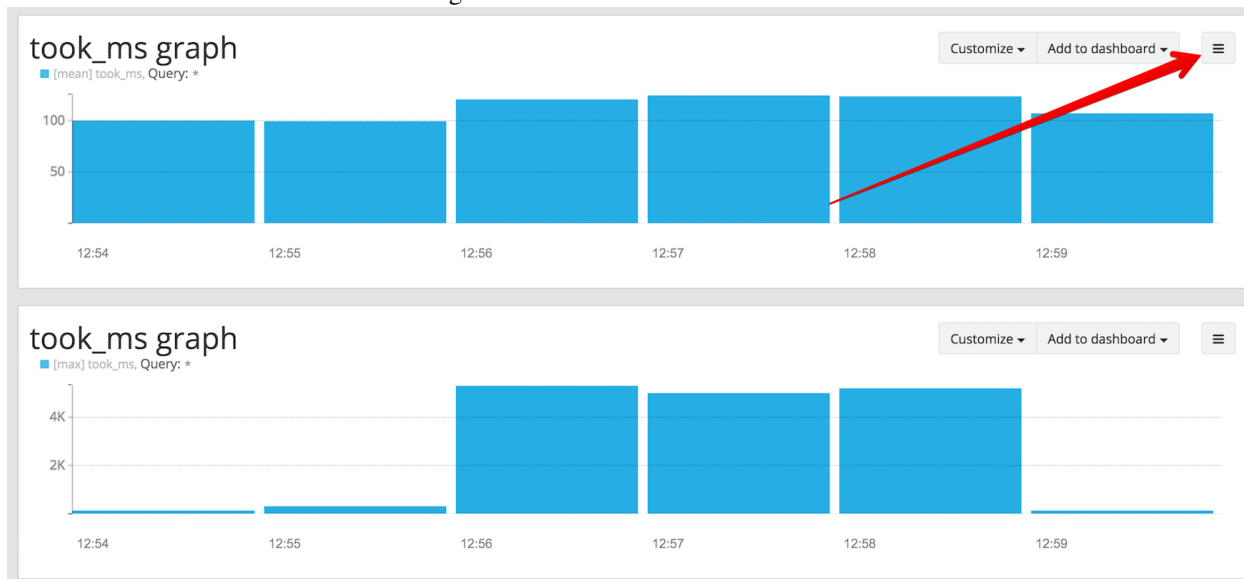 took_ms graph
Customize Add to dashboard
[mean] took_ms, Query: *
100
50
12:54 12:55 12:56 12:57 12:58 12:59
took_ms graph
Customize Add to dashboard
[max] took_ms, Query: *
4K
2K
12:54 12:55 12:56 12:57 12:58 12:59